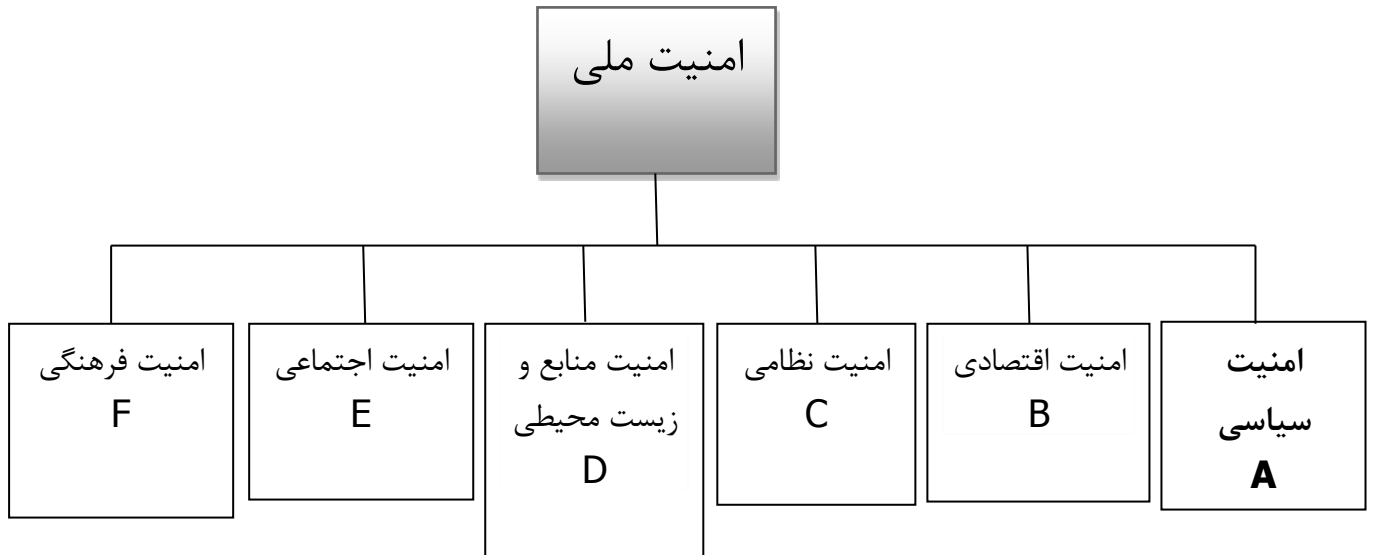 امنیت ملی
امنیت
سیاسی
A
امنیت اقتصادی
B
امنیت نظامی
C
امنیت منابع و
زیست محیطی
D
امنیت اجتماعی
E
امنیت فرهنگی
F